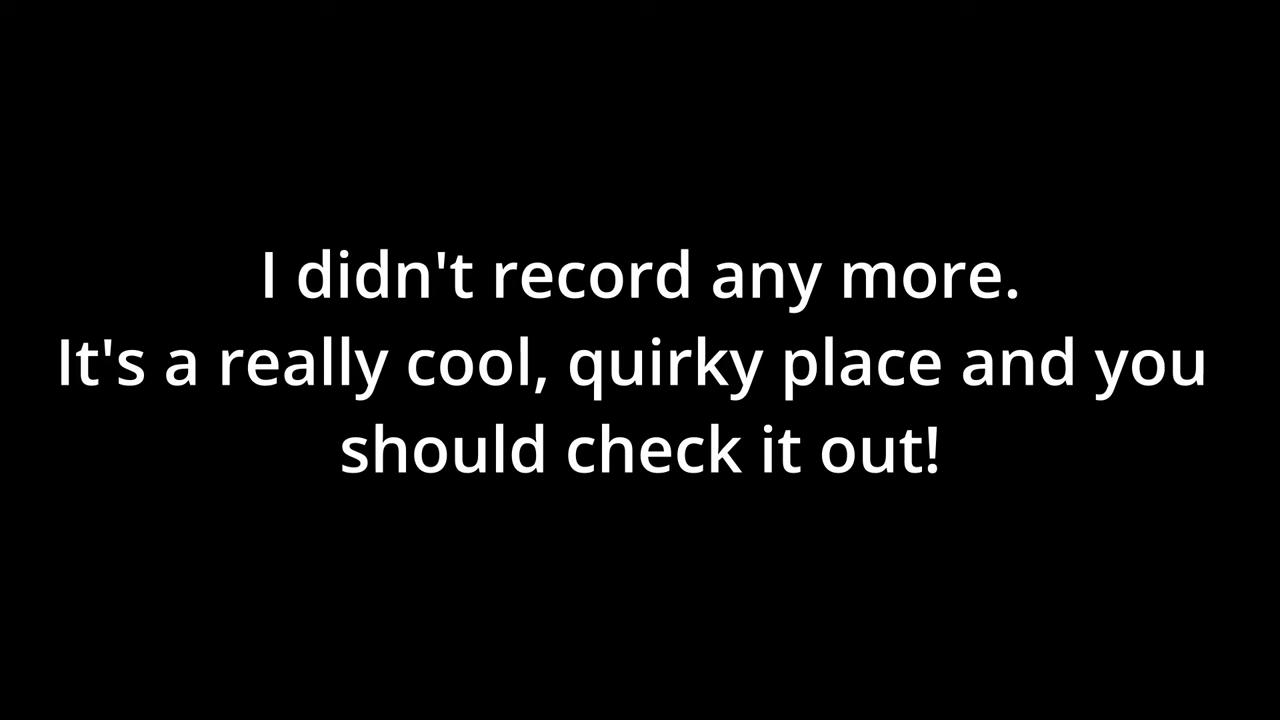 I didn't record any more.
It's a really cool, quirky place and you
should check it out!